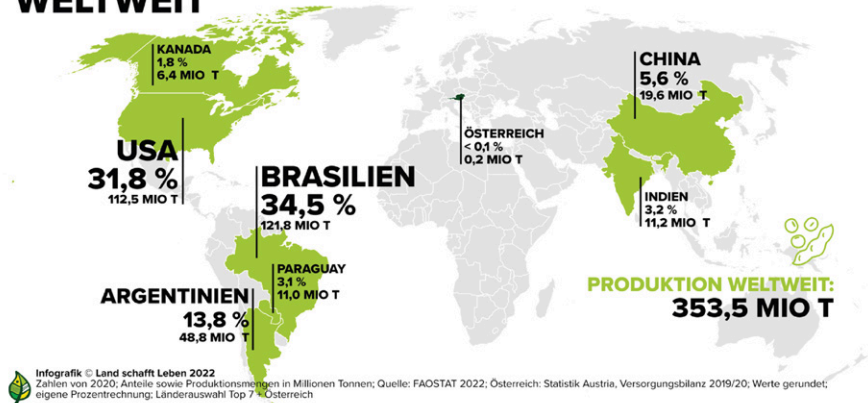 WELTWEIT
KANADA
1,8 %
6,4 MIO T
USA
31,8 %
112,5 MIO T
BRASILIEN
34,5 %
121,8 MIO T
PARAGUAY
3,1 %
11,0 MIO T
ARGENTINIEN
13,8 %
48,8 MIO T
ÖSTERREICH
< 0,1 %
0,2 MIO T
CHINA
5,6 %
19,6 MIO T
INDIEN
3,2 %
11,2 MIO T
PRODUKTION WELTWEIT:
353,5 MIO T
Infografik © Land schafft Leben 2022
Zahlen von 2020; Anteile sowie Produktionsmengen in Millionen Tonnen; Quelle: FAOSTAT 2022; Österreich: Statistik Austria, Versorgungsbilanz 2019/20; Werte gerundet;
eigene Prozentrechnung; Länderauswahl Top 7 + Österreich